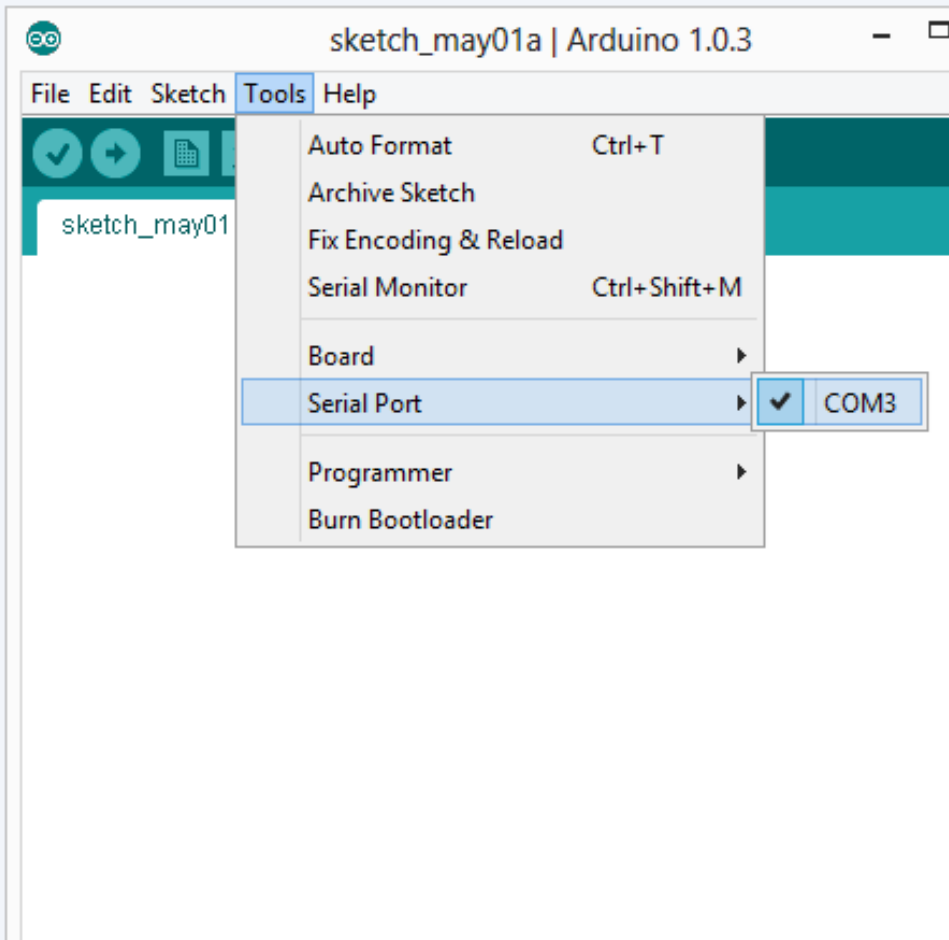 sketch_may01a | Arduino 1.0.3
File Edit Sketch Tools Help
sketch_may01
Auto Format Ctrl+T
Archive Sketch
Fix Encoding & Reload
Serial Monitor Ctrl+Shift+M
Board
Serial Port
COM3
Programmer
Burn Bootloader